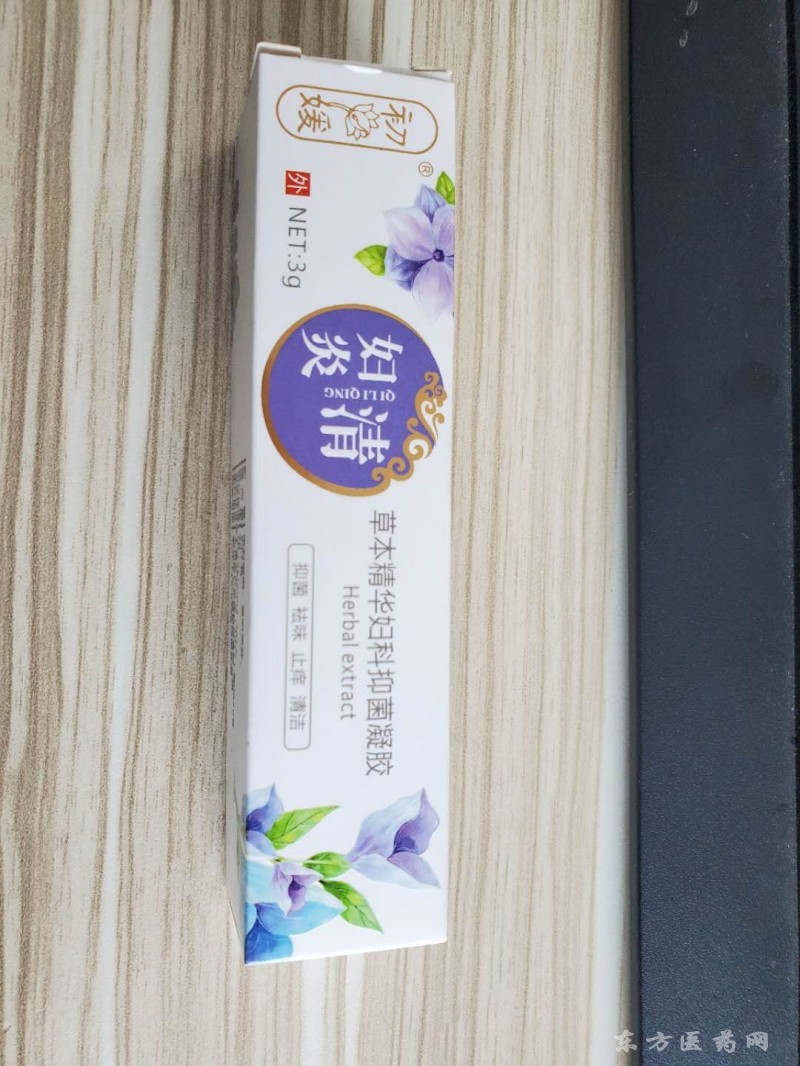 初媛
®
外 NET:3g
妇炎清
QI LI QING
草本精华妇科抑菌凝胶
Herbal extract
抑菌 祛味 止痒 清洁
东方医药网